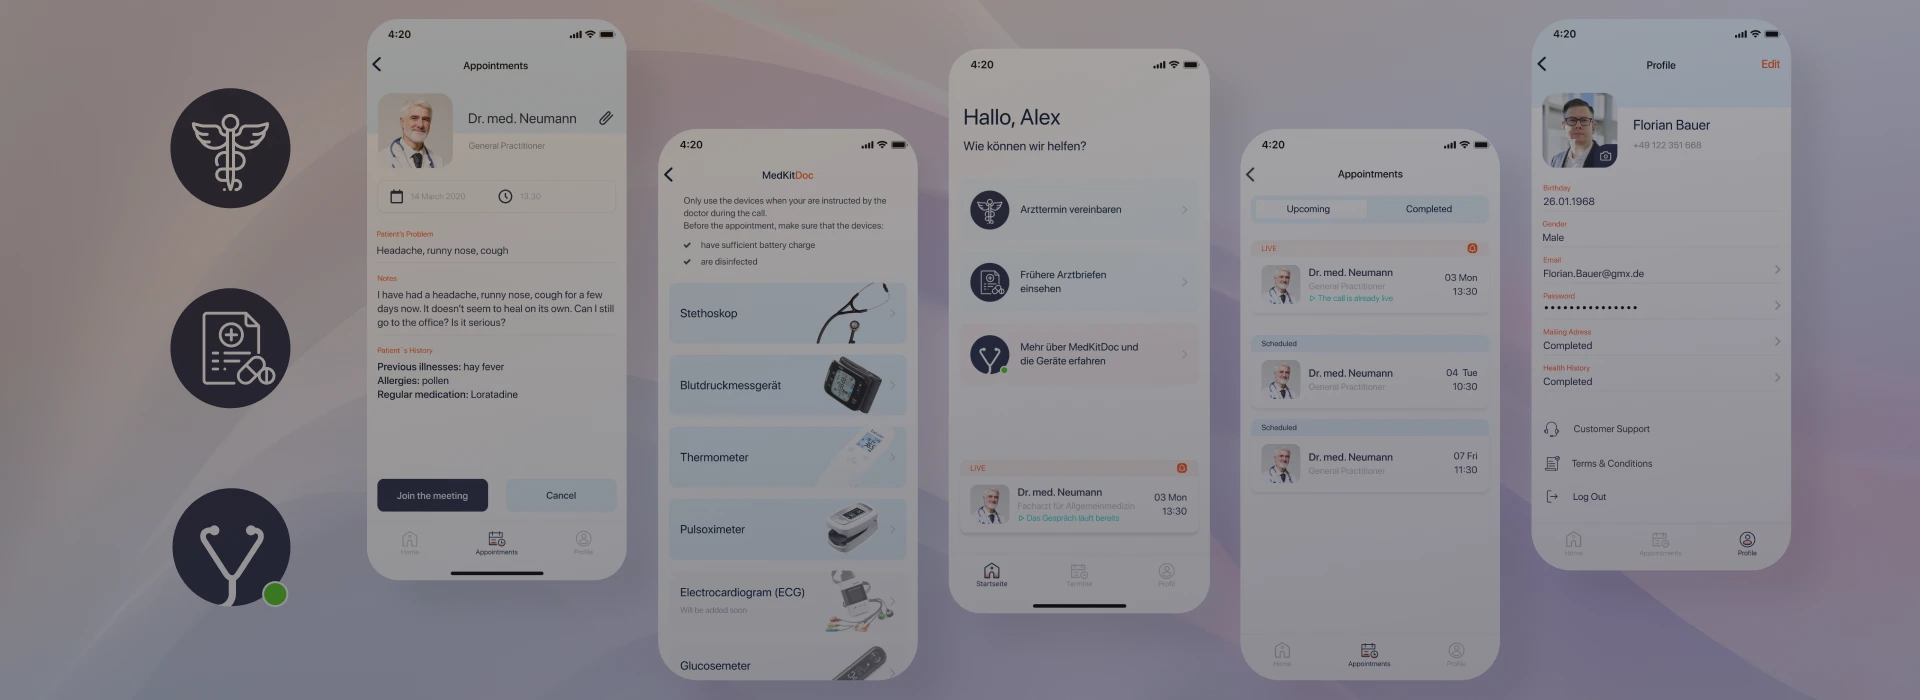 4:20
Appointments
Dr. med. Neumann
General Practitioner
14 March 2020
13.30
Patient's Problem
Headache, runny nose, cough
Notes
I have had a headache, runny nose, cough for a few
days now. It doesn't seem to heal on its own. Can I still
go to the office? Is it serious?
Patient´s History
Previous illnesses: hay fever
Allergies: pollen
Regular medication: Loratadine
Join the meeting
Cancel
Home
Appointments
Profile
4:20
MedKitDoc
Only use the devices when your are instructed by the
doctor during the call.
Before the appointment, make sure that the devices:
have sufficient battery charge
are disinfected
Stethoskop
Blutdruckmessgerät
Thermometer
Pulsoximeter
Electrocardiogram (ECG)
Will be added soon
Glucosemeter
4:20
Hallo, Alex
Wie können wir helfen?
Arzttermin vereinbaren
Frühere Arztbriefen
einsehen
Mehr über MedKitDoc und
die Geräte erfahren
LIVE
Dr. med. Neumann
Facharzt für Allgemeinmedizin
Das Gespräch läuft bereits
03 Mon
13:30
Startseite
Termine
Profil
4:20
Appointments
Upcoming
Completed
LIVE
Dr. med. Neumann
General Practitioner
The call is already live
03 Mon
13:30
Scheduled
Dr. med. Neumann
General Practitioner
04 Tue
10:30
Scheduled
Dr. med. Neumann
General Practitioner
07 Fri
11:30
Home
Appointments
Profile
4:20
Profile
Edit
Florian Bauer
+49 122 351 668
Birthday
26.01.1968
Gender
Male
Email
Florian.Bauer@gmx.de
Password
•••••••••••••••
Mailing Adress
Completed
Health History
Completed
Customer Support
Terms & Conditions
Log Out
Home
Appointments
Profile